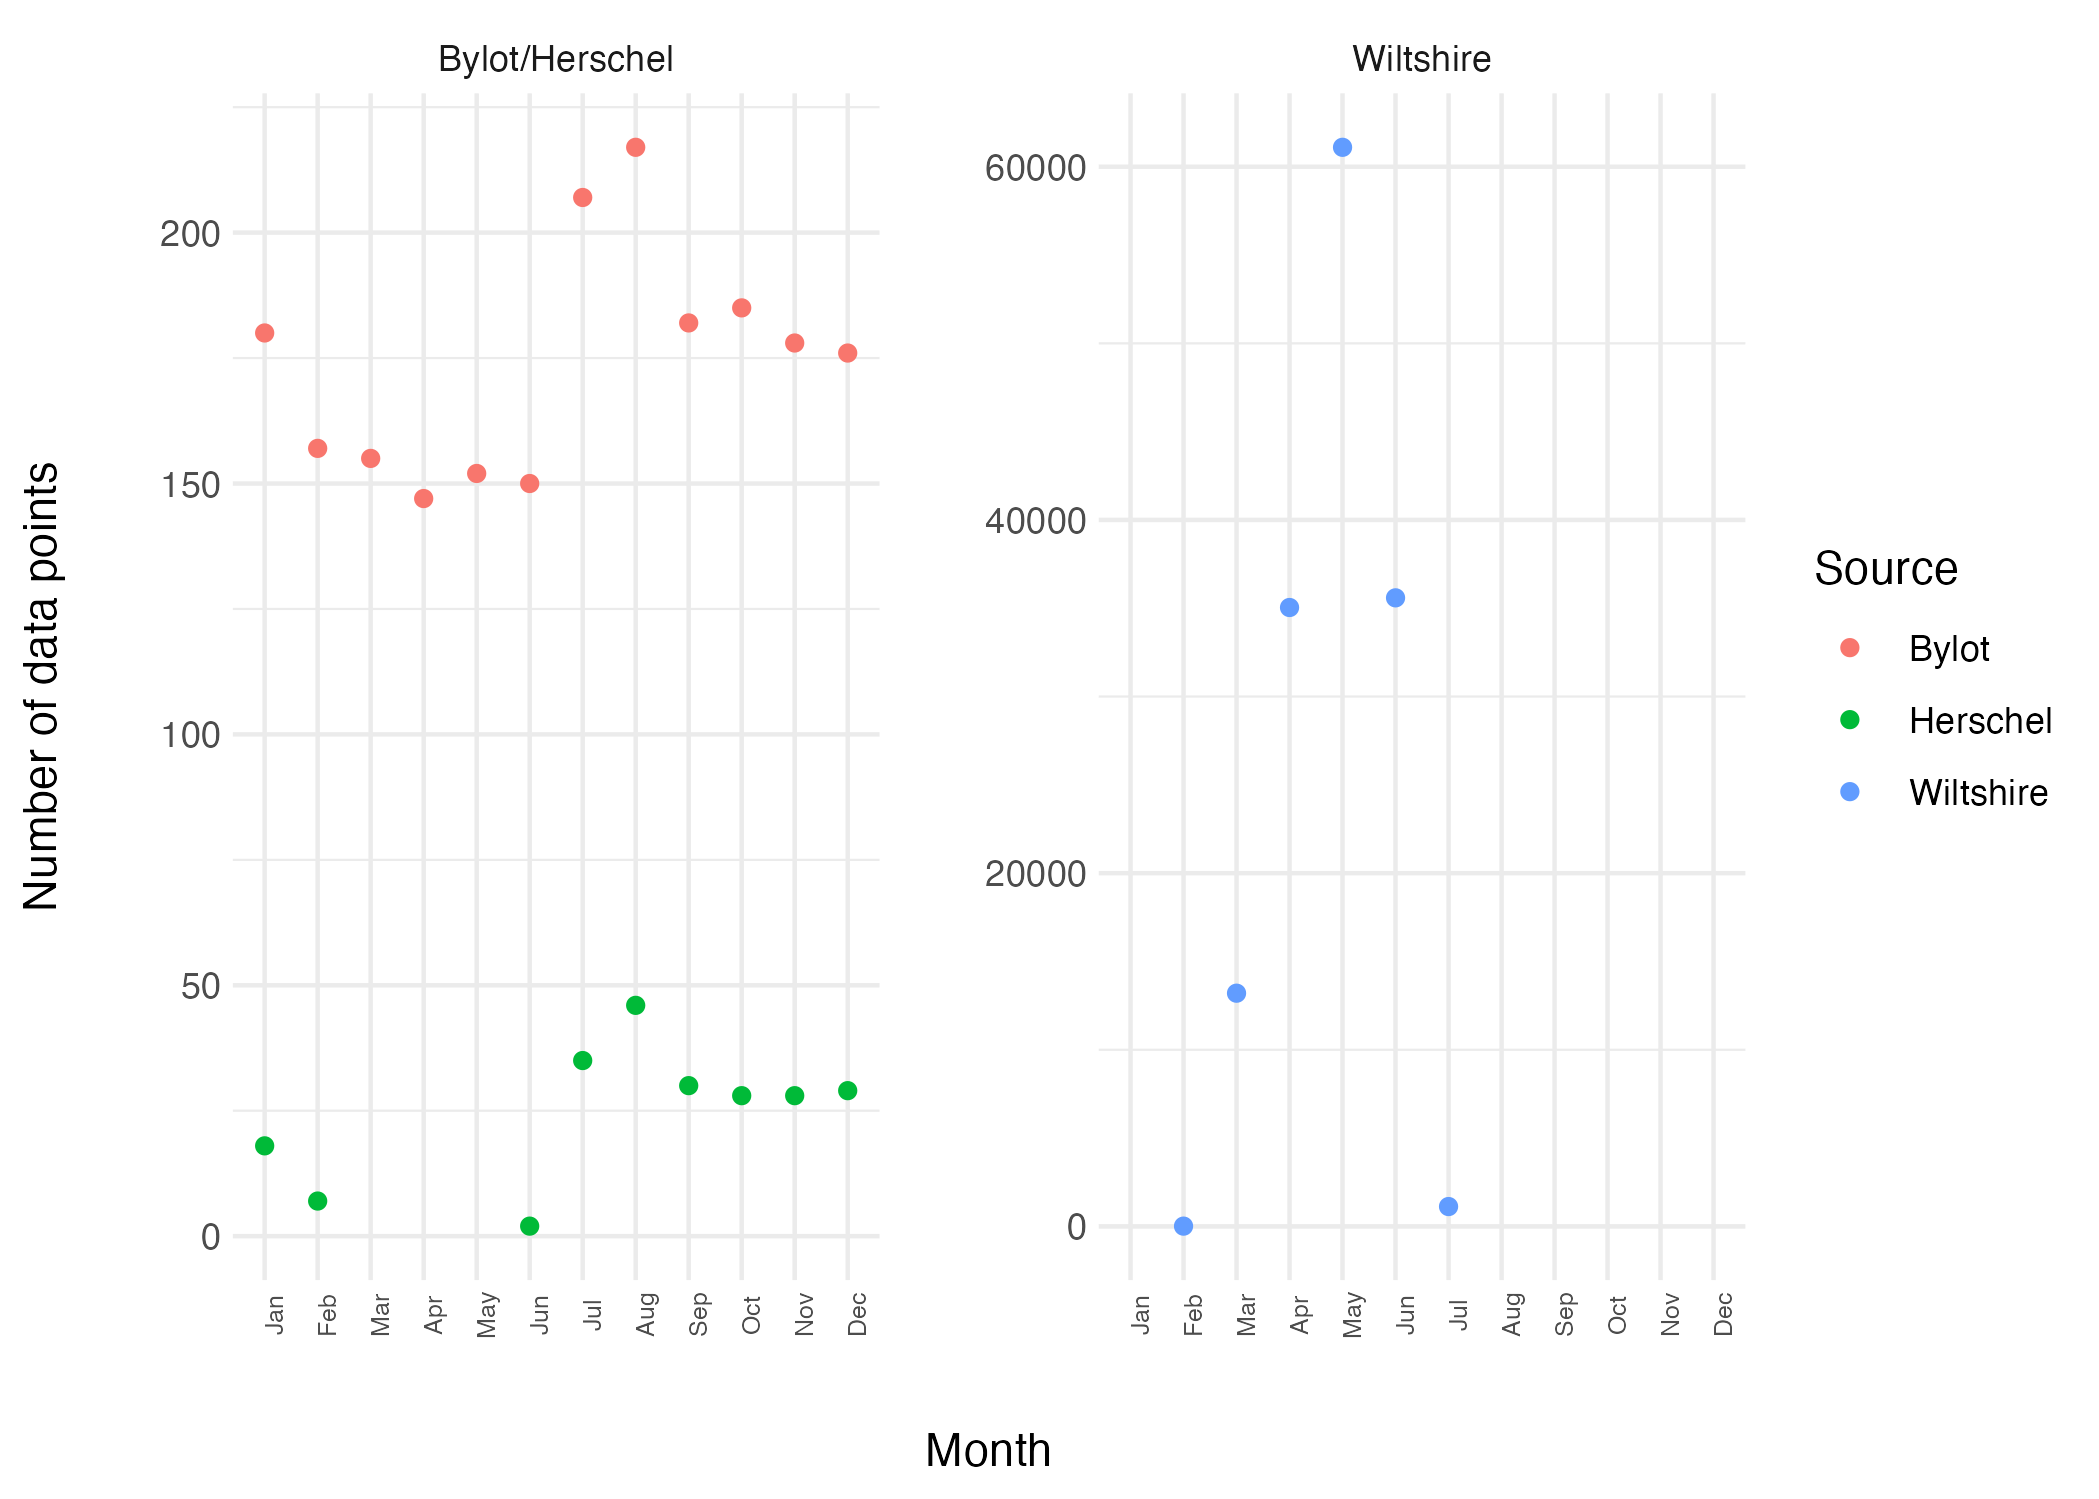 Bylot/Herschel
Wiltshire
Number of data points
200
150
100
50
0
60000
40000
20000
0
Jan Feb Mar Apr May Jun Jul Aug Sep Oct Nov Dec
Jan Feb Mar Apr May Jun Jul Aug Sep Oct Nov Dec
Month
Source
Bylot
Herschel
Wiltshire